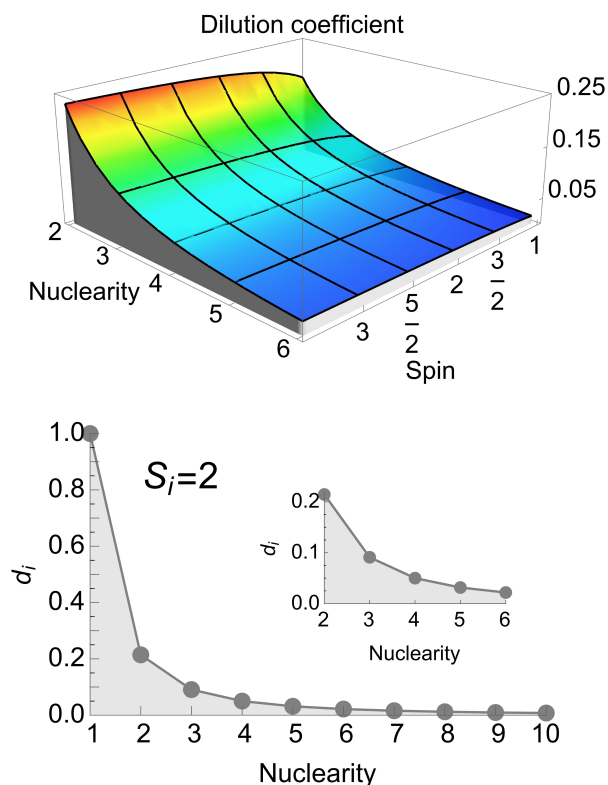 Dilution coefficient
0.25
0.15
0.05
2
3
4
5
6
Nuclearity
3
5
2
2
3
2
1
Spin
S_i=2
d_i
1.0
0.8
0.6
0.4
0.2
0.0
1 2 3 4 5 6 7 8 9 10
Nuclearity
d_i
0.2
0.1
0.0
2 3 4 5 6
Nuclearity